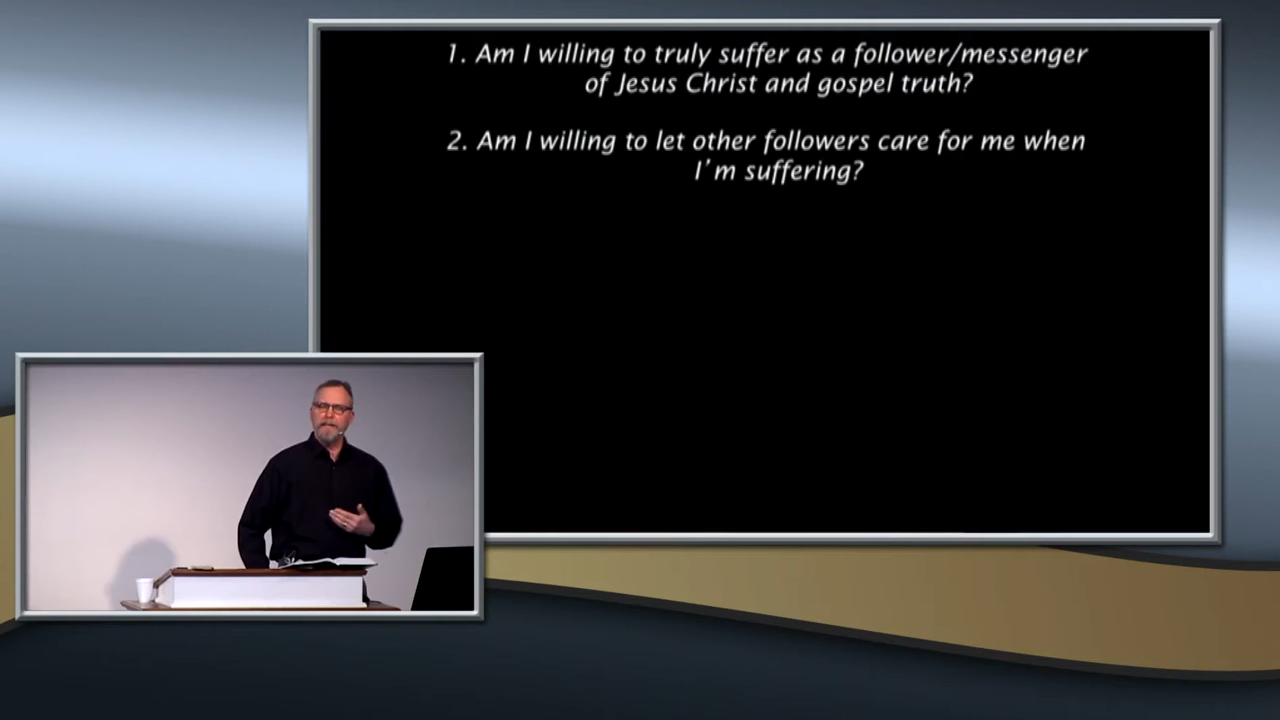 1. Am I willing to truly suffer as a follower/messenger
of Jesus Christ and gospel truth?
2. Am I willing to let other followers care for me when
I'm suffering?